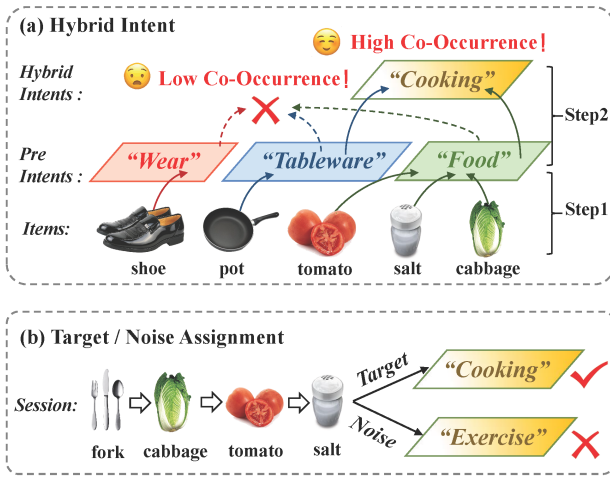 (a) Hybrid Intent
High Co-Occurrence!
Hybrid
Intents :
Low Co-Occurrence!
"Cooking"
Step2
Pre
Intents :
"Wear"
"Tableware"
"Food"
Step1
Items:
shoe
pot
tomato
salt
cabbage
(b) Target / Noise Assignment
Session:
fork
cabbage
tomato
salt
Target
Noise
"Cooking"
"Exercise"